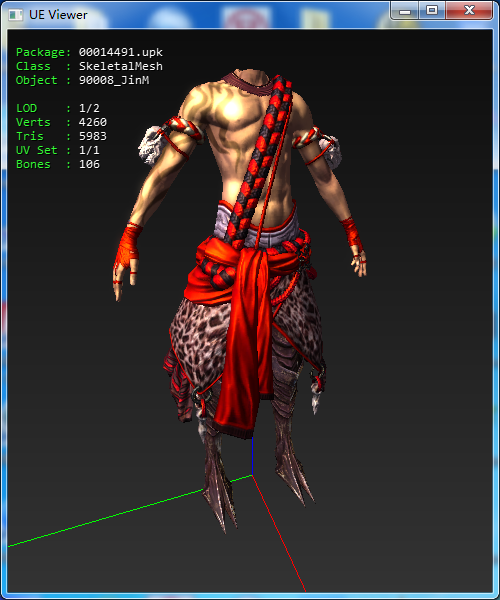 UE Viewer
Package: 00014491.upk
Class : SkeletalMesh
Object : 90008_JinM
LOD : 1/2
Verts : 4260
Tris : 5983
UV Set : 1/1
Bones : 106